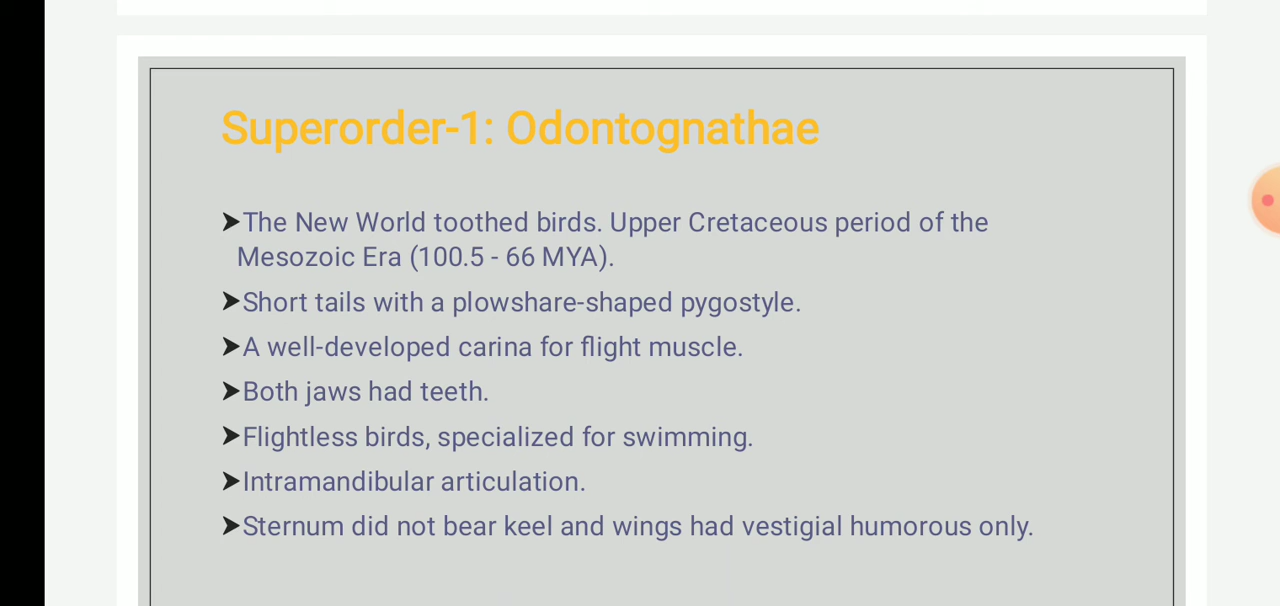 Superorder-1: Odontognathae
➤The New World toothed birds. Upper Cretaceous period of the
Mesozoic Era (100.5 - 66 MYA).
➤Short tails with a plowshare-shaped pygostyle.
➤A well-developed carina for flight muscle.
➤Both jaws had teeth.
➤Flightless birds, specialized for swimming.
➤Intramandibular articulation.
➤Sternum did not bear keel and wings had vestigial humorous only.